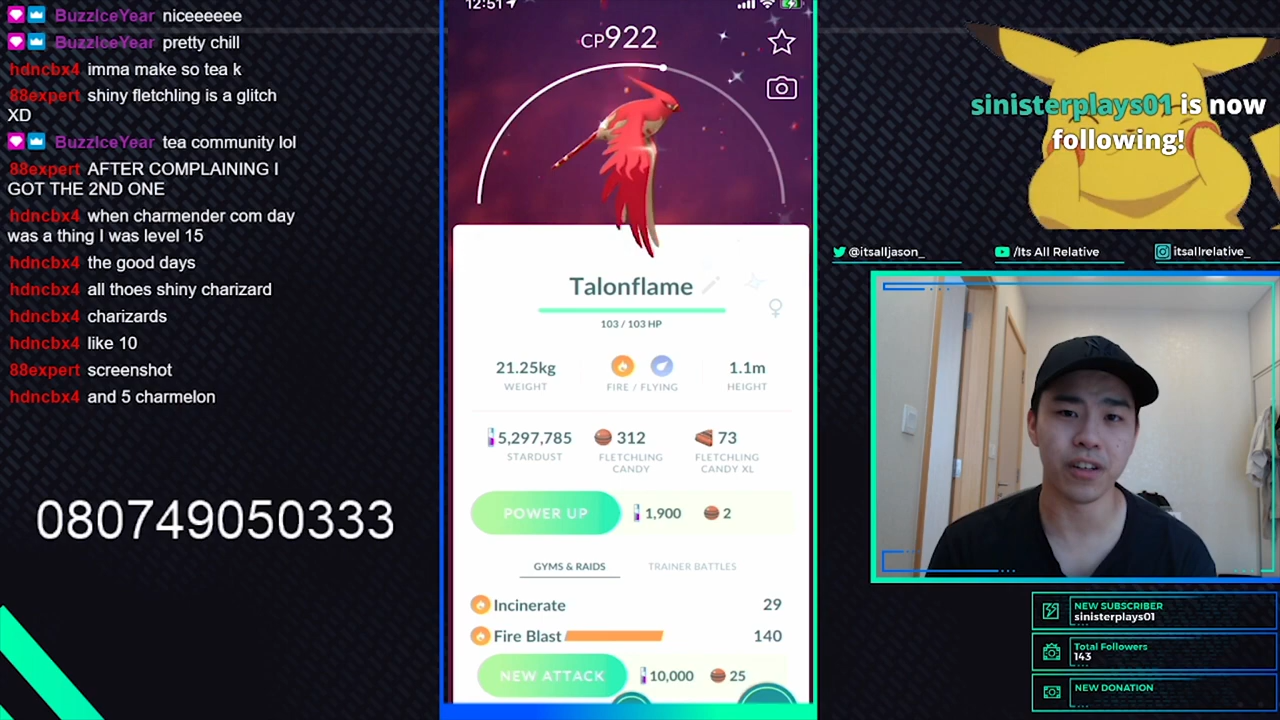 BuzzIceYear niceeeeee
BuzzIceYear pretty chill
hdncbx4 imma make so tea k
88expert shiny fletchling is a glitch
XD
BuzzIceYear tea community lol
88expert AFTER COMPLAINING I
GOT THE 2ND ONE
hdncbx4 when charmender com day
was a thing I was level 15
hdncbx4 the good days
hdncbx4 all thoes shiny charizard
hdncbx4 charizards
hdncbx4 like 10
88expert screenshot
hdncbx4 and 5 charmelon
080749050333
12:51
CP922
Talonflame
103 / 103 HP
21.25kg
WEIGHT
FIRE / FLYING
1.1m
HEIGHT
5,297,785
STARDUST
312
FLETCHLING
CANDY
73
FLETCHLING
CANDY XL
POWER UP 1,900 2
GYMS & RAIDS TRAINER BATTLES
Incinerate 29
Fire Blast 140
NEW ATTACK 10,000 25
sinisterplays01 is now
following!
@itsalljason_ /Its All Relative itsallrelative_
NEW SUBSCRIBER
sinisterplays01
Total Followers
143
NEW DONATION